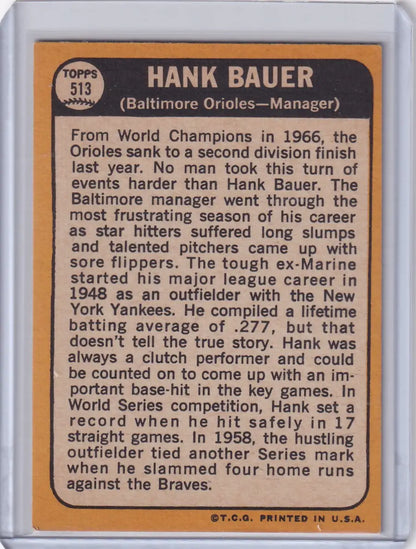 TOPPS
513
HANK BAUER
(Baltimore Orioles—Manager)
From World Champions in 1966, the
Orioles sank to a second division finish
last year. No man took this turn of
events harder than Hank Bauer. The
Baltimore manager went through the
most frustrating season of his career
as star hitters suffered long slumps
and talented pitchers came up with
sore flippers. The tough ex-Marine
started his major league career in
1948 as an outfielder with the New
York Yankees. He compiled a lifetime
batting average of .277, but that
doesn't tell the true story. Hank was
always a clutch performer and could
be counted on to come up with an im-
portant base-hit in the key games. In
World Series competition, Hank set a
record when he hit safely in 17
straight games. In 1958, the hustling
outfielder tied another Series mark
when he slammed four home runs
against the Braves.
©T.C.G. PRINTED IN U.S.A.